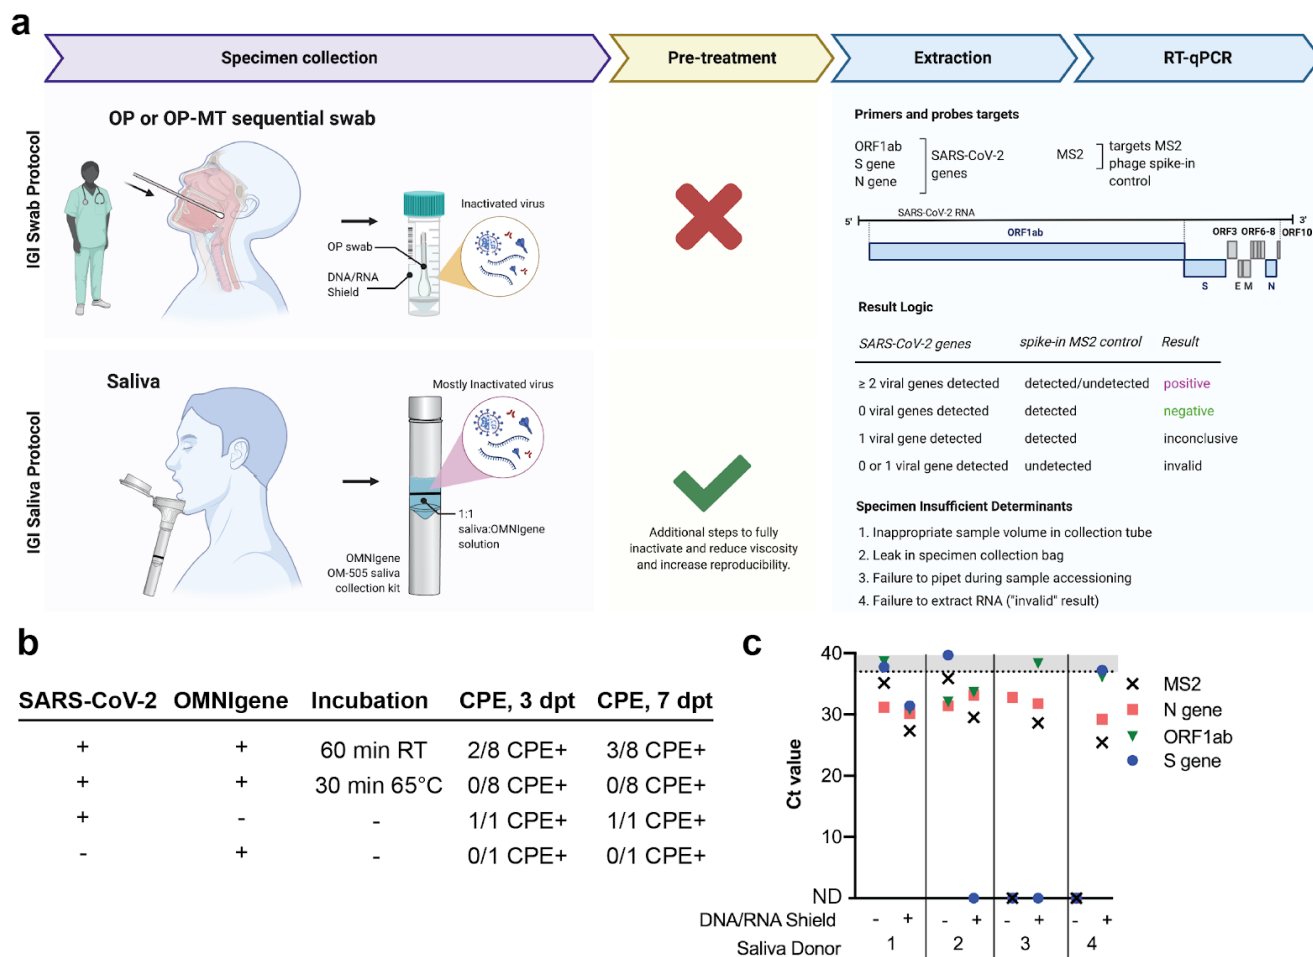 a
Specimen collection
Pre-treatment
Extraction
RT-qPCR
IGI Swab Protocol
OP or OP-MT sequential swab
Inactivated virus
OP swab
DNA/RNA
Shield
Primers and probes targets
ORF1ab
S gene
N gene
SARS-CoV-2
genes
MS2
targets MS2
phage spike-in
control
5'
SARS-CoV-2 RNA
3'
ORF1ab
ORF3
ORF6-8
ORF10
S
E
M
N
Result Logic
SARS-CoV-2 genes spike-in MS2 control Result
≥ 2 viral genes detected detected/undetected positive
0 viral genes detected detected negative
1 viral gene detected detected inconclusive
0 or 1 viral gene detected undetected invalid
IGI Saliva Protocol
Saliva
Mostly Inactivated virus
1:1
saliva:OMNIgene
solution
OMNIgene
OM-505 saliva
collection kit
Additional steps to fully
inactivate and reduce viscosity
and increase reproducibility.
Specimen Insufficient Determinants
1. Inappropriate sample volume in collection tube
2. Leak in specimen collection bag
3. Failure to pipet during sample accessioning
4. Failure to extract RNA ("invalid" result)
b
SARS-CoV-2 OMNIgene Incubation CPE, 3 dpt CPE, 7 dpt
+ + 60 min RT 2/8 CPE+ 3/8 CPE+
+ + 30 min 65°C 0/8 CPE+ 0/8 CPE+
+ - - 1/1 CPE+ 1/1 CPE+
- + - 0/1 CPE+ 0/1 CPE+
c
Ct value
40
30
20
10
ND
MS2
N gene
ORF1ab
S gene
DNA/RNA Shield - + - + - + - +
Saliva Donor 1 2 3 4